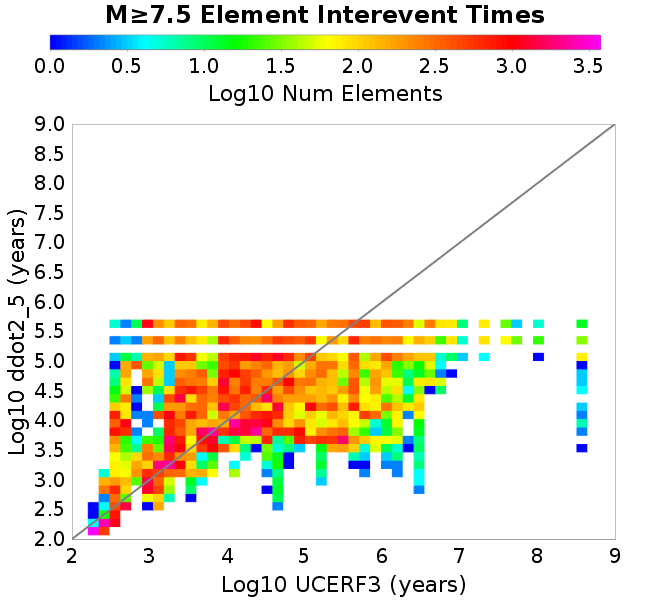 M≥7.5 Element Interevent Times
0.0 0.5 1.0 1.5 2.0 2.5 3.0 3.5
Log10 Num Elements
9.0
8.5
8.0
7.5
7.0
6.5
6.0
5.5
5.0
4.5
4.0
3.5
3.0
2.5
2.0
Log10 ddot2_5 (years)
2 3 4 5 6 7 8 9
Log10 UCERF3 (years)